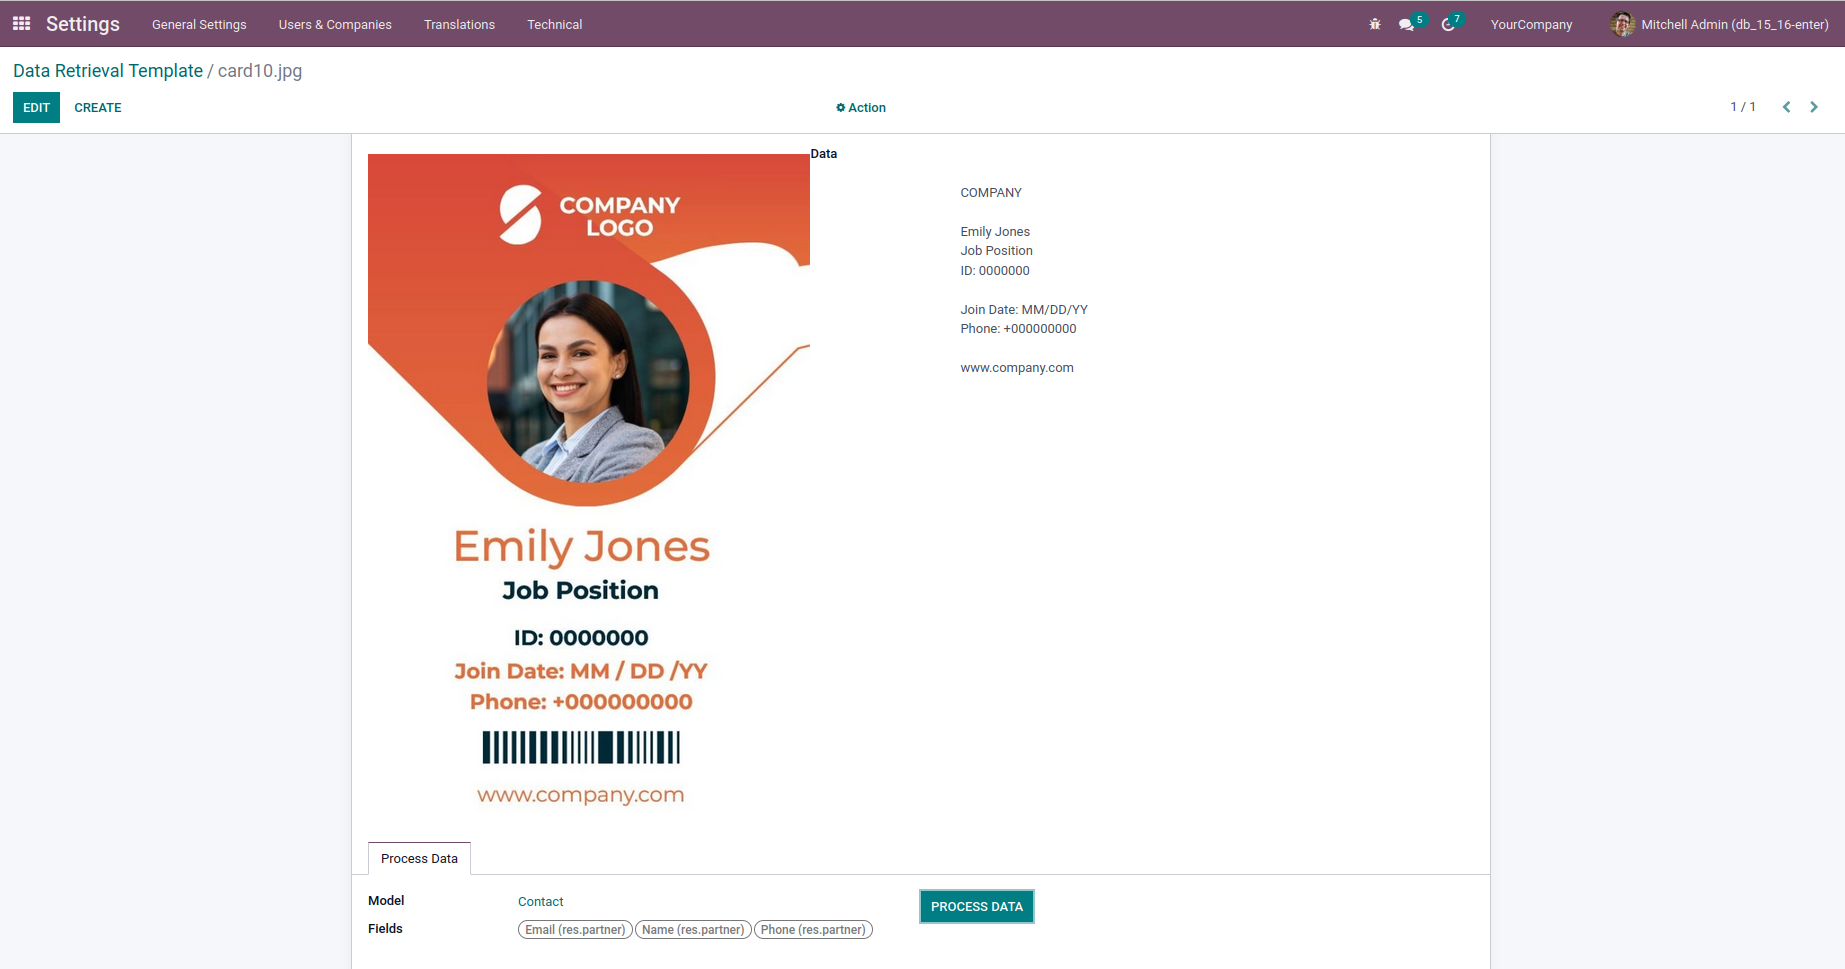 Settings
General Settings
Users & Companies
Translations
Technical
5
7
YourCompany
Mitchell Admin (db_15_16-enter)
Data Retrieval Template / card10.jpg
EDIT
CREATE
Action
1 / 1
COMPANY
LOGO
Emily Jones
Job Position
ID: 0000000
Join Date: MM / DD /YY
Phone: +000000000
www.company.com
Data
COMPANY
Emily Jones
Job Position
ID: 0000000
Join Date: MM/DD/YY
Phone: +000000000
www.company.com
Process Data
Model
Contact
PROCESS DATA
Fields
Email (res.partner)
Name (res.partner)
Phone (res.partner)